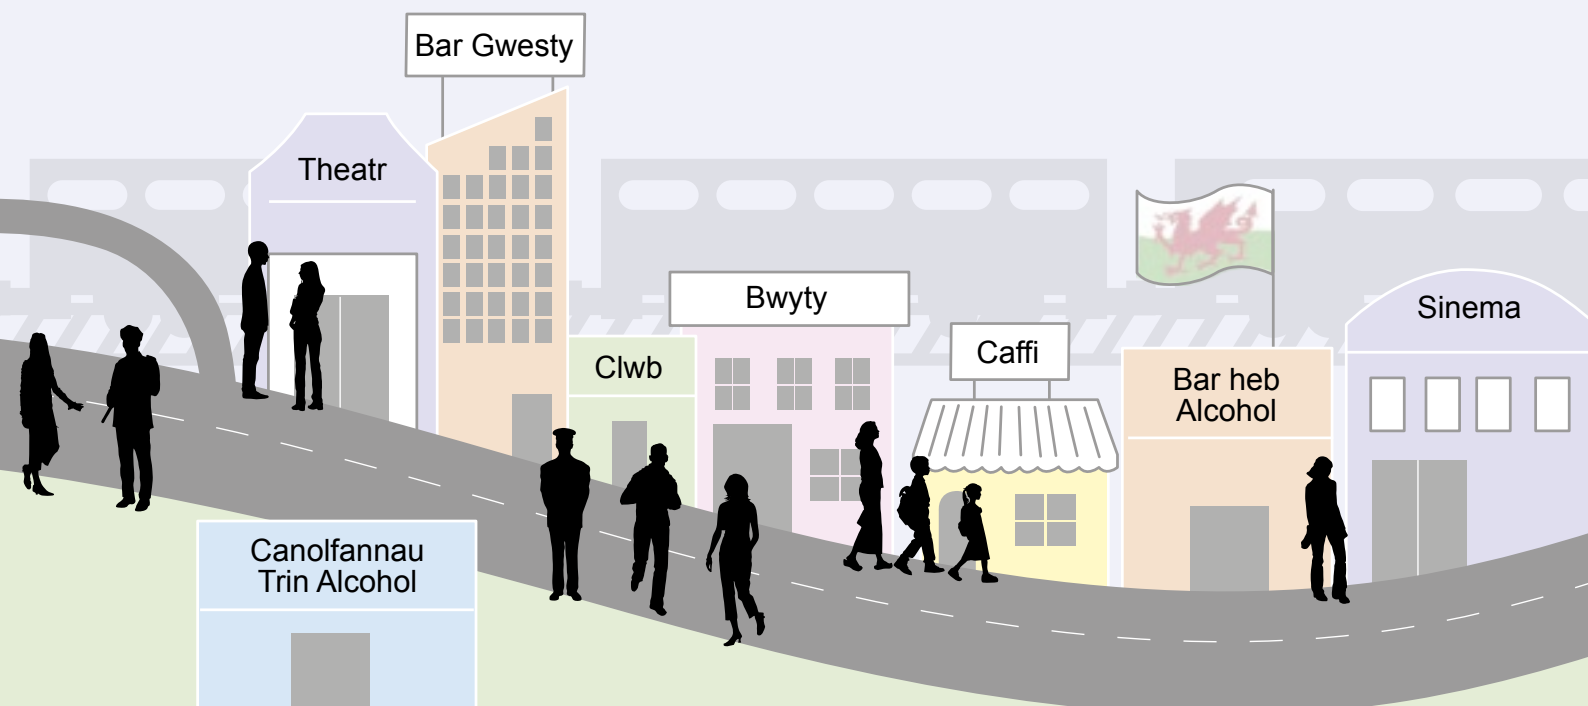 Bar Gwesty
Theatr
Bwyty
Sinema
Caffi
Clwb
Bar heb
Alcohol
Canolfannau
Trin Alcohol